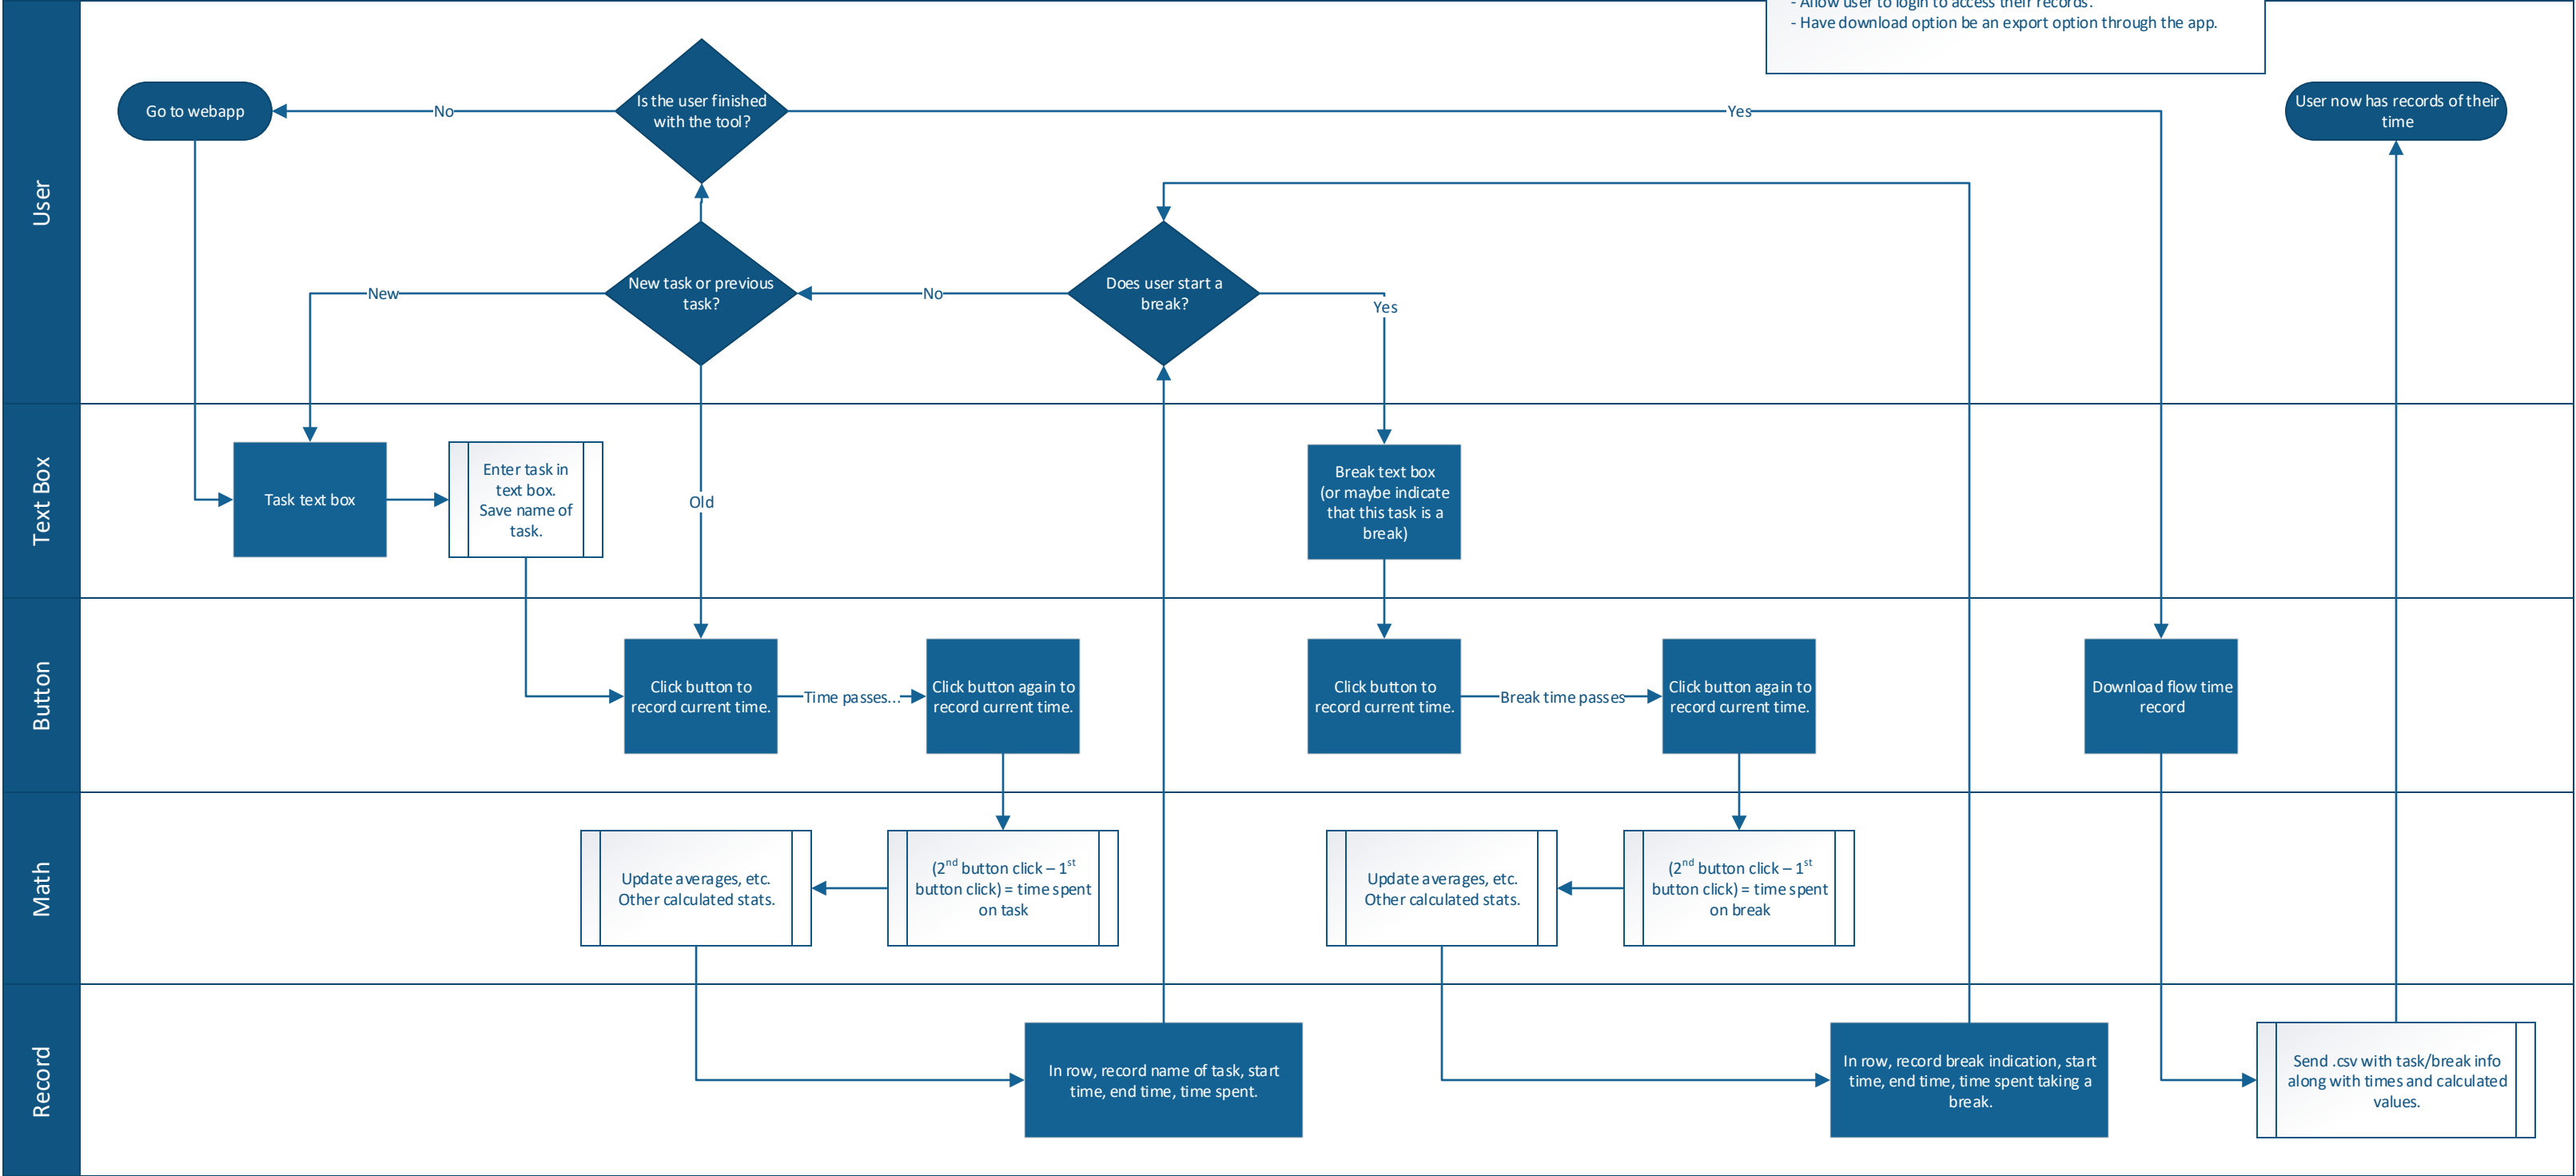 - Allow user to login to access their records.
- Have download option be an export option through the app.
User
Go to webapp
No
Is the user finished
with the tool?
Yes
User now has records of their
time
New
New task or previous
task?
No
Does user start a
break?
Yes
Text Box
Task text box
Enter task in
text box.
Save name of
task.
Old
Break text box
(or maybe indicate
that this task is a
break)
Button
Click button to
record current time.
Time passes...
Click button again to
record current time.
Click button to
record current time.
Break time passes
Click button again to
record current time.
Download flow time
record
Math
Update averages, etc.
Other calculated stats.
(2nd button click – 1st
button click) = time spent
on task
Update averages, etc.
Other calculated stats.
(2nd button click – 1st
button click) = time spent
on break
Record
In row, record name of task, start
time, end time, time spent.
In row, record break indication, start
time, end time, time spent taking a
break.
Send .csv with task/break info
along with times and calculated
values.